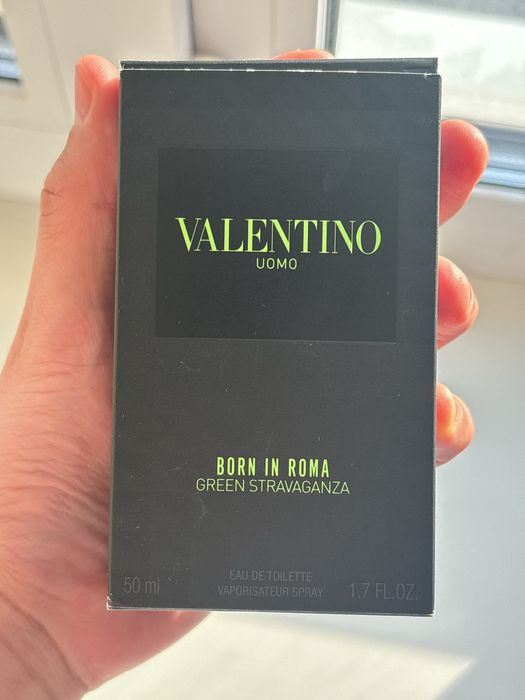 VALENTINO
UOMO
BORN IN ROMA
GREEN STRAVAGANZA
EAU DE TOILETTE
50 ml VAPORISATEUR SPRAY 1.7 FL.OZ.